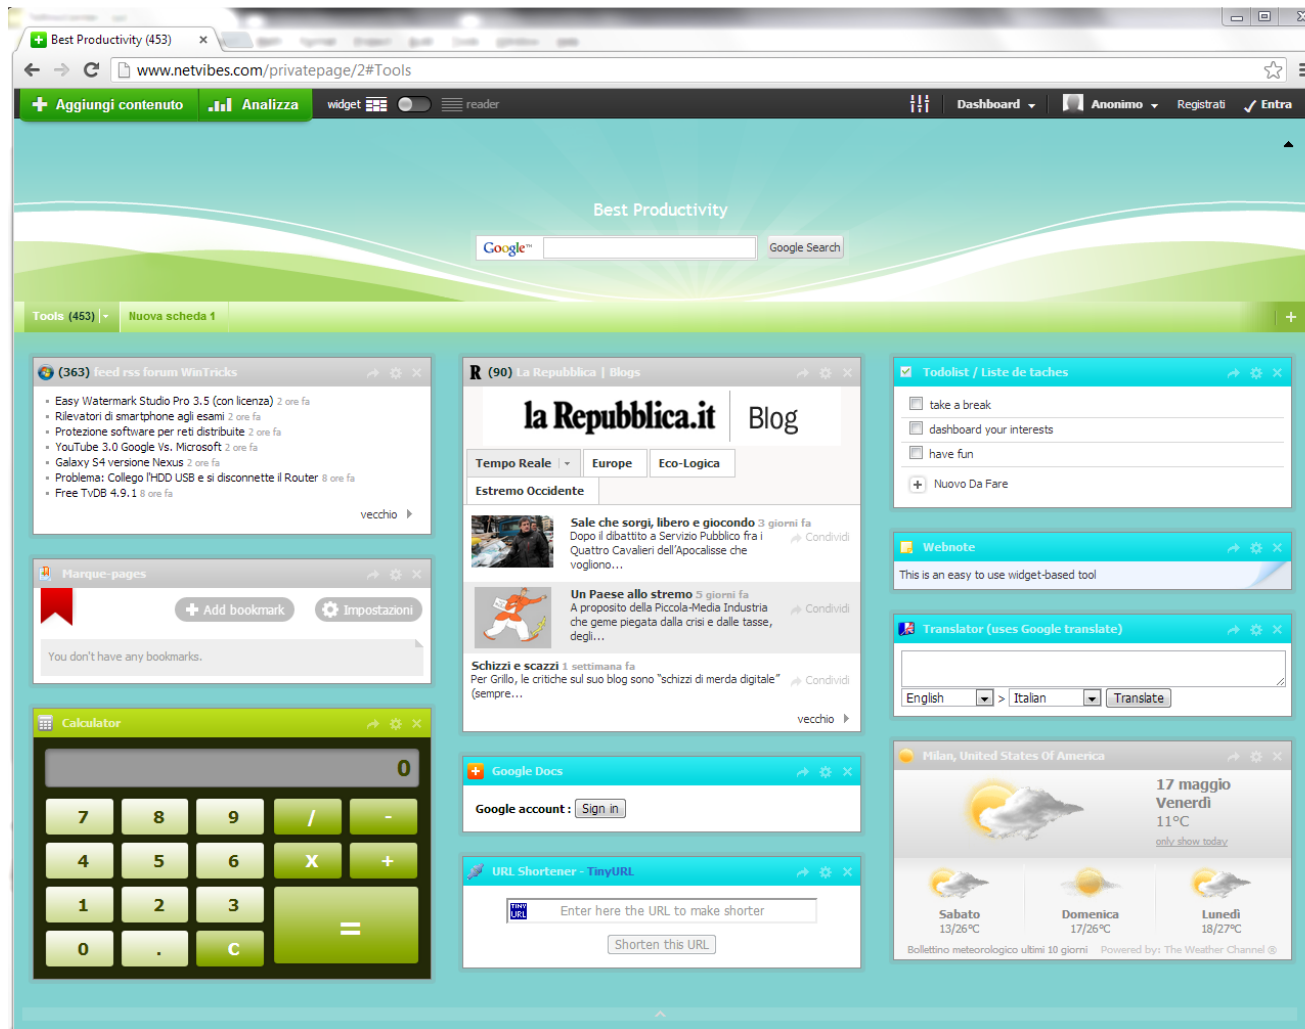 Best Productivity (453)
www.netvibes.com/privatepage/2#Tools
Aggiungi contenuto
Analizza
widget
reader
Dashboard
Anonimo
Registrati
Entra
Best Productivity
Google™
Google Search
Tools (453)
Nuova scheda 1
(363) feed rss forum WinTricks
Easy Watermark Studio Pro 3.5 (con licenza) 2 ore fa
Rilevatori di smartphone agli esami 2 ore fa
Protezione software per reti distribuite 2 ore fa
YouTube 3.0 Google Vs. Microsoft 2 ore fa
Galaxy S4 versione Nexus 2 ore fa
Problema: Collego l'HDD USB e si disconnette il Router 8 ore fa
Free TvDB 4.9.1 8 ore fa
vecchio
Marque-pages
Add bookmark
Impostazioni
You don't have any bookmarks.
Calculator
0
7 8 9 / -
4 5 6 X +
1 2 3 =
0 . C
R (90) La Repubblica | Blogs
la Repubblica.it Blog
Tempo Reale
Europe
Eco-Logica
Estremo Occidente
Sale che sorgi, libero e giocondo 3 giorni fa
Dopo il dibattito a Servizio Pubblico fra i
Condividi
Quattro Cavalieri dell'Apocalisse che
vogliono...
Un Paese allo stremo 5 giorni fa
A proposito della Piccola-Media Industria
Condividi
che geme piegata dalla crisi e dalle tasse,
degli...
Schizzi e scazzi 1 settimana fa
Per Grillo, le critiche sul suo blog sono "schizzi di merda digitale"
Condividi
(sempre...
vecchio
Google Docs
Google account : Sign in
URL Shortener - TinyURL
TINY
URL
Enter here the URL to make shorter
Shorten this URL
Todolist / Liste de taches
take a break
dashboard your interests
have fun
Nuovo Da Fare
Webnote
This is an easy to use widget-based tool
Translator (uses Google translate)
English > Italian Translate
Milan, United States Of America
17 maggio
Venerdì
11°C
only show today
Sabato
13/26°C
Domenica
17/26°C
Lunedì
18/27°C
Bollettino meteorologico ultimi 10 giorni
Powered by: The Weather Channel ®